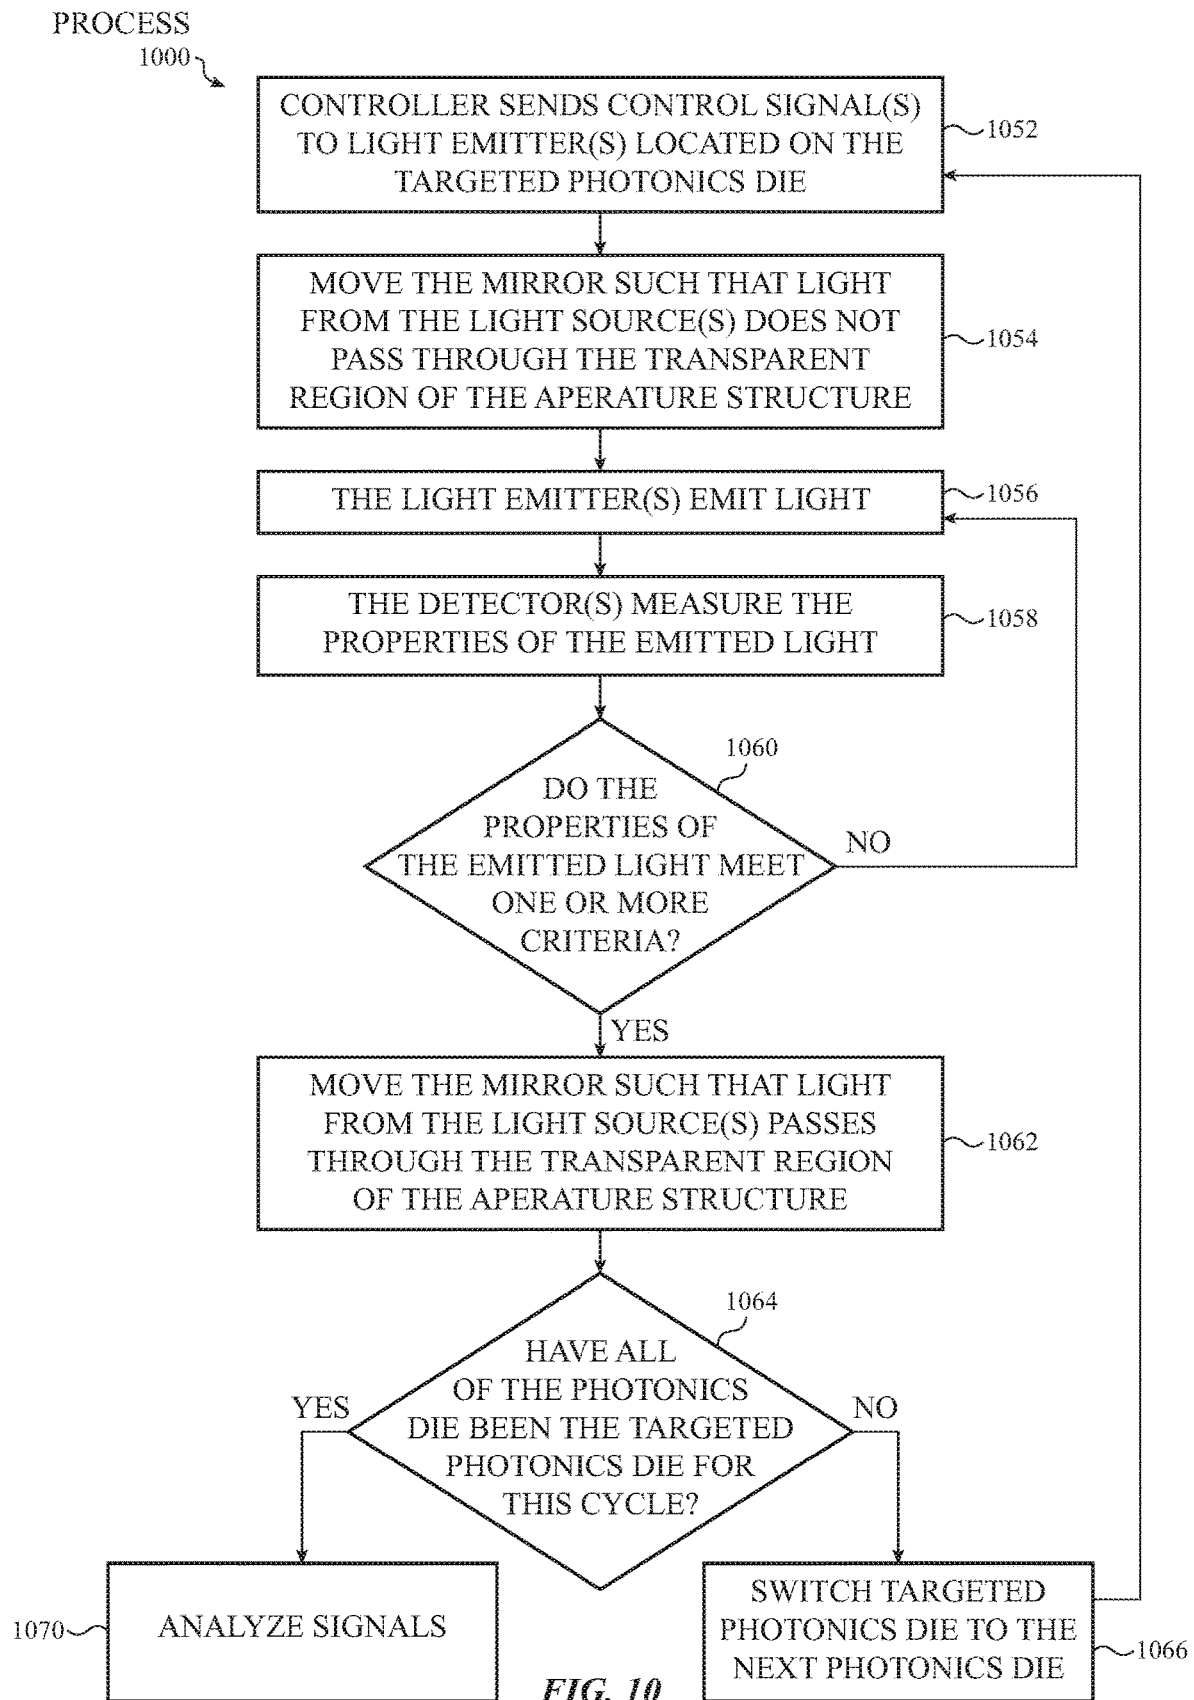 PROCESS
1000
CONTROLLER SENDS CONTROL SIGNAL(S)
TO LIGHT EMITTER(S) LOCATED ON THE
TARGETED PHOTONICS DIE
1052
MOVE THE MIRROR SUCH THAT LIGHT
FROM THE LIGHT SOURCE(S) DOES NOT
PASS THROUGH THE TRANSPARENT
REGION OF THE APERATURE STRUCTURE
1054
THE LIGHT EMITTER(S) EMIT LIGHT
1056
THE DETECTOR(S) MEASURE THE
PROPERTIES OF THE EMITTED LIGHT
1058
1060
DO THE
PROPERTIES OF
THE EMITTED LIGHT MEET
ONE OR MORE
CRITERIA?
NO
YES
MOVE THE MIRROR SUCH THAT LIGHT
FROM THE LIGHT SOURCE(S) PASSES
THROUGH THE TRANSPARENT REGION
OF THE APERATURE STRUCTURE
1062
1064
HAVE ALL
OF THE PHOTONICS
DIE BEEN THE TARGETED
PHOTONICS DIE FOR
THIS CYCLE?
YES
NO
1070
ANALYZE SIGNALS
SWITCH TARGETED
PHOTONICS DIE TO THE
NEXT PHOTONICS DIE
1066
FIG. 10